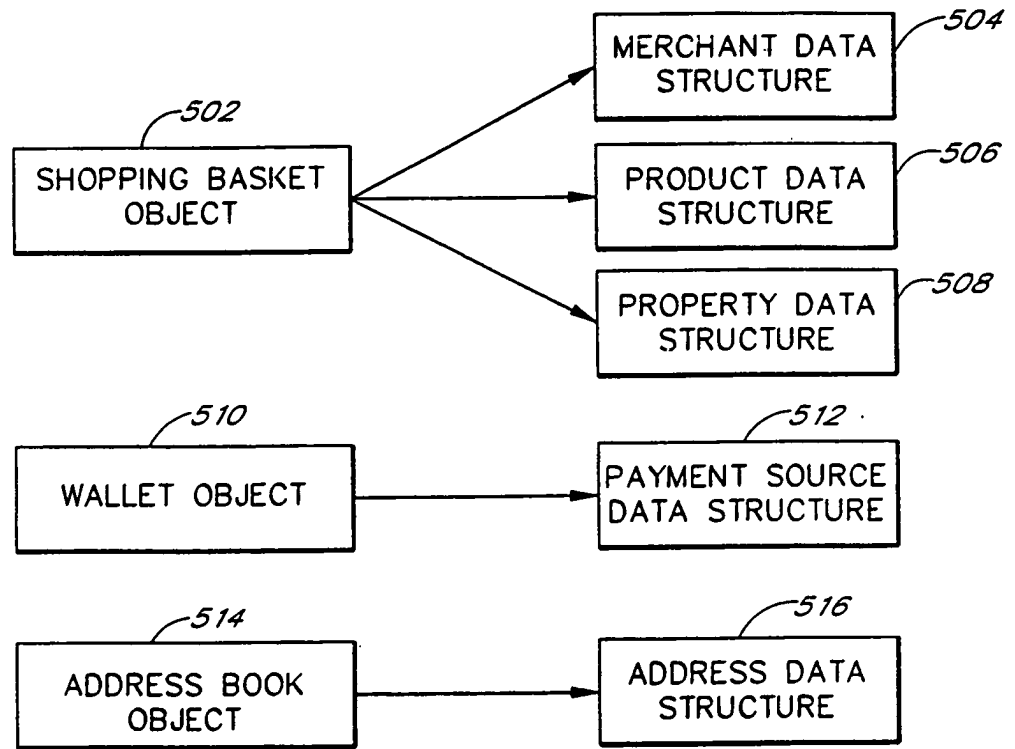 504
MERCHANT DATA
STRUCTURE
502
SHOPPING BASKET
OBJECT
506
PRODUCT DATA
STRUCTURE
508
PROPERTY DATA
STRUCTURE
510
WALLET OBJECT
512
PAYMENT SOURCE
DATA STRUCTURE
514
ADDRESS BOOK
OBJECT
516
ADDRESS DATA
STRUCTURE